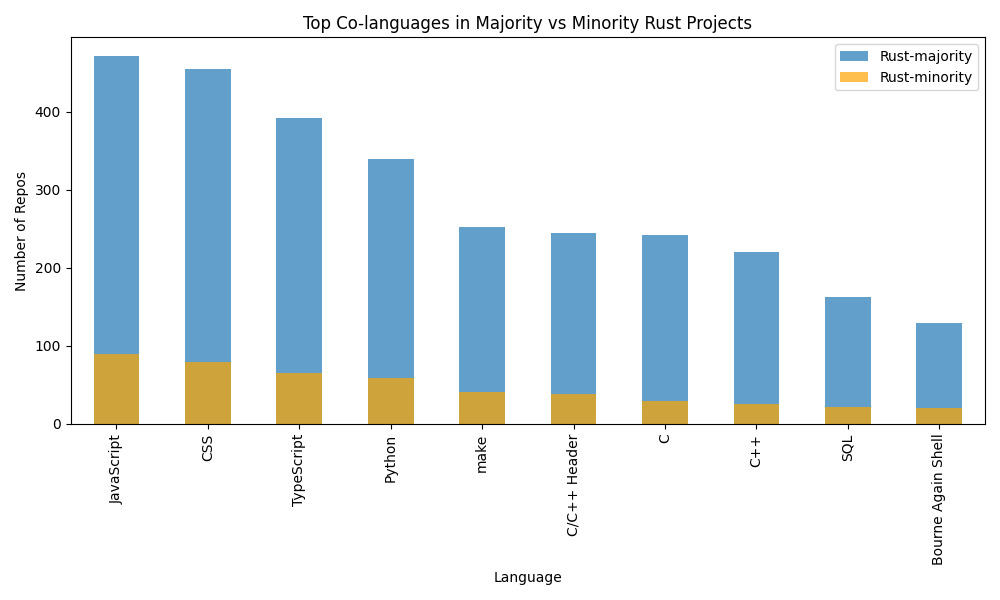 Top Co-languages in Majority vs Minority Rust Projects
Rust-majority
Rust-minority
Number of Repos
400
300
200
100
0
JavaScript
CSS
TypeScript
Python
make
C/C++ Header
C
C++
SQL
Bourne Again Shell
Language